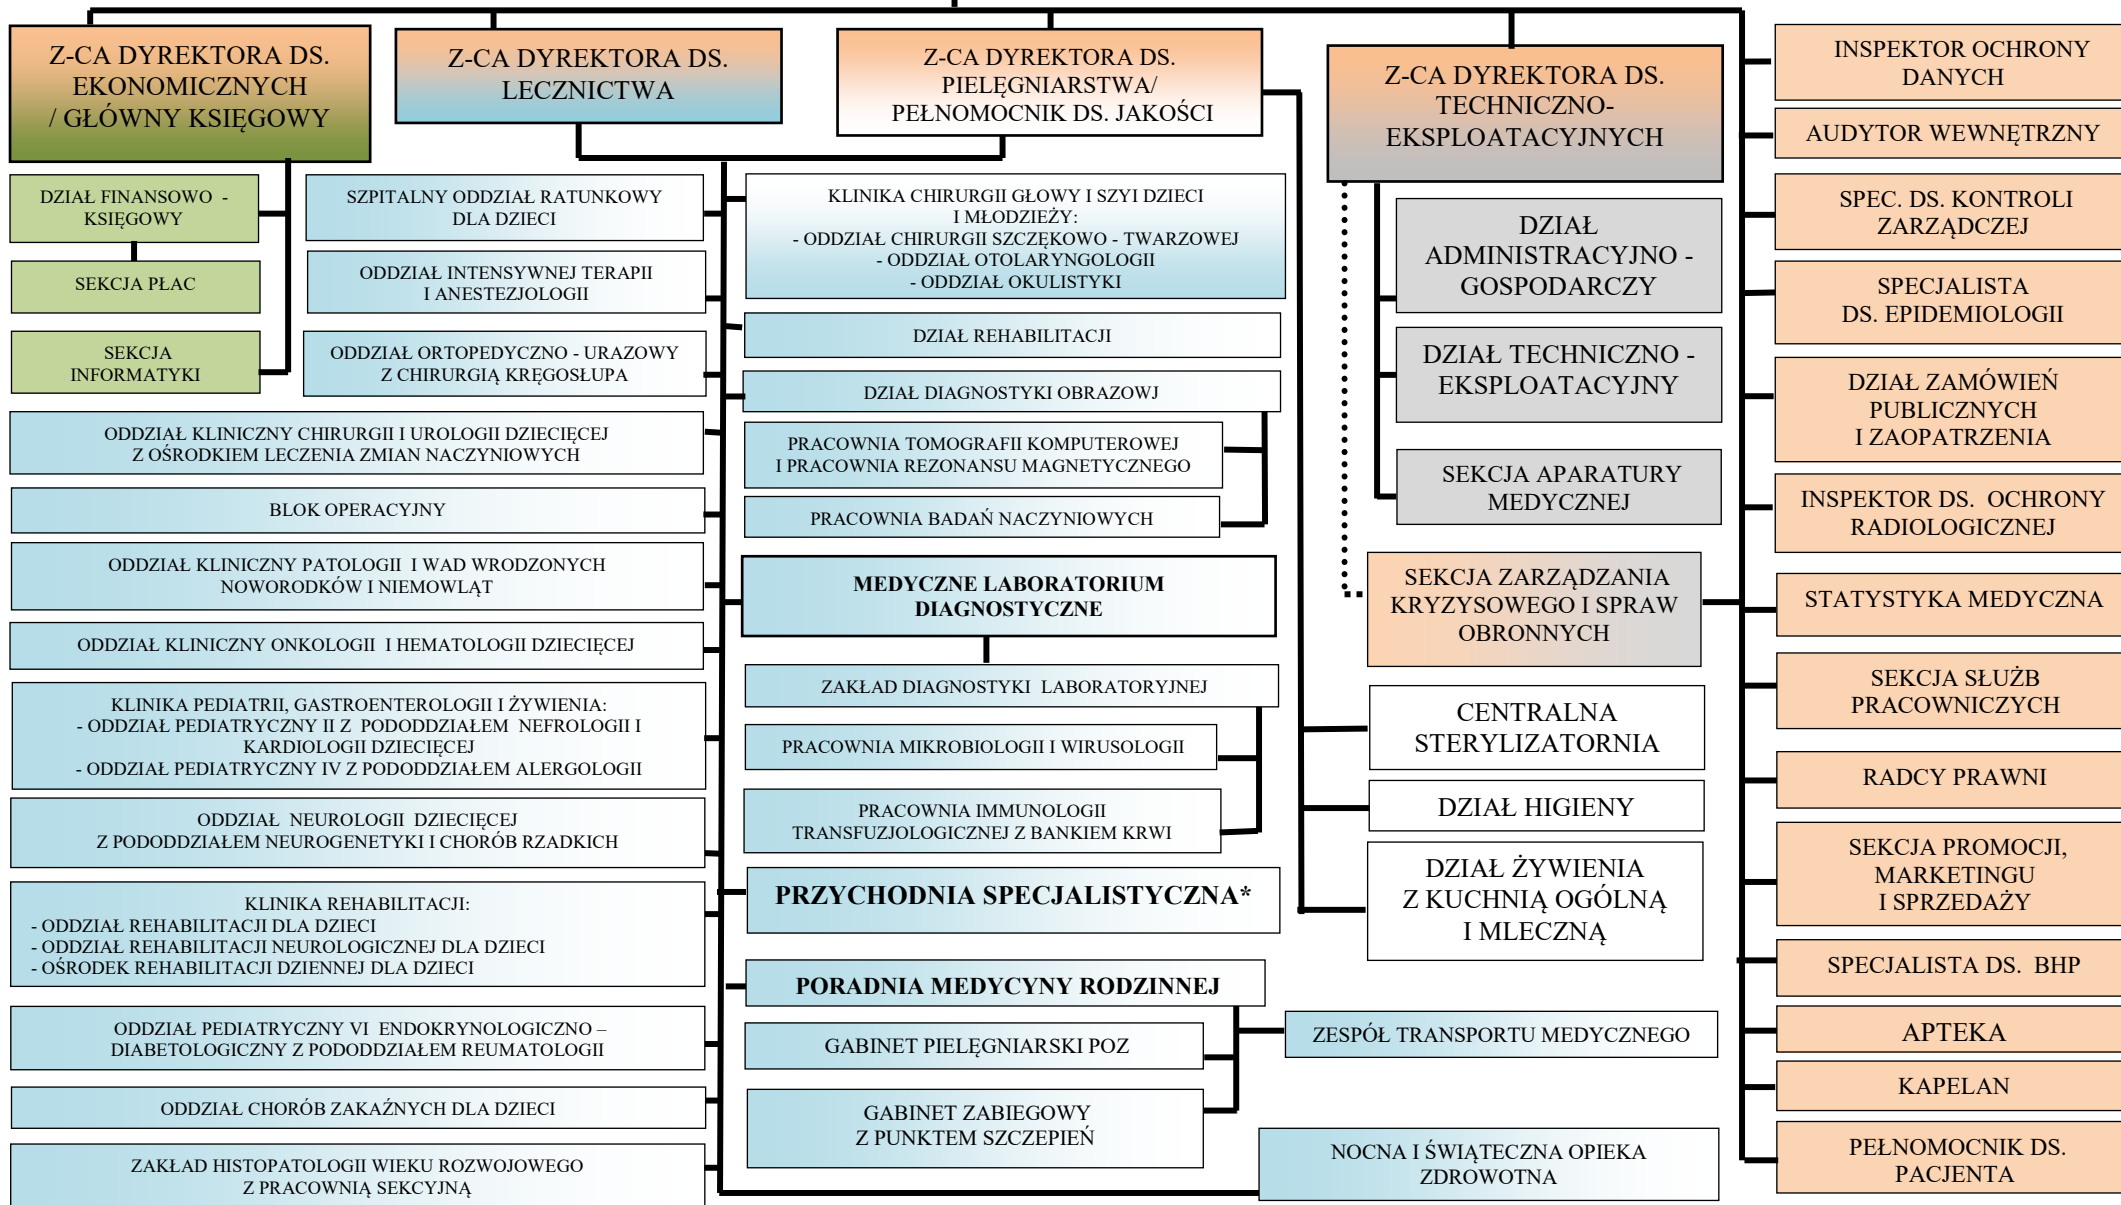 Z-CA DYREKTORA DS.
EKONOMICZNYCH
/ GŁÓWNY KSIĘGOWY
Z-CA DYREKTORA DS.
LECZNICTWA
Z-CA DYREKTORA DS.
PIELĘGNIARSTWA/
PEŁNOMOCNIK DS. JAKOŚCI
Z-CA DYREKTORA DS.
TECHNICZNO-
EKSPLOATACYJNYCH
DZIAŁ FINANSOWO -
KSIĘGOWY
SEKCJA PŁAC
SEKCJA
INFORMATYKI
SZPITALNY ODDZIAŁ RATUNKOWY
DLA DZIECI
ODDZIAŁ INTENSYWNEJ TERAPII
I ANESTEZJOLOGII
ODDZIAŁ ORTOPEDYCZNO - URAZOWY
Z CHIRURGIĄ KRĘGOSŁUPA
ODDZIAŁ KLINICZNY CHIRURGII I UROLOGII DZIECIĘCEJ
Z OŚRODKIEM LECZENIA ZMIAN NACZYNIOWYCH
BLOK OPERACYJNY
ODDZIAŁ KLINICZNY PATOLOGII I WAD WRODZONYCH
NOWORODKÓW I NIEMOWLĄT
ODDZIAŁ KLINICZNY ONKOLOGII I HEMATOLOGII DZIECIĘCEJ
KLINIKA PEDIATRII, GASTROENTEROLOGII I ŻYWIENIA:
- ODDZIAŁ PEDIATRYCZNY II Z PODODDZIAŁEM NEFROLOGII I
KARDIOLOGII DZIECIĘCEJ
- ODDZIAŁ PEDIATRYCZNY IV Z PODODDZIAŁEM ALERGOLOGII
ODDZIAŁ NEUROLOGII DZIECIĘCEJ
Z PODODDZIAŁEM NEUROGENETYKI I CHORÓB RZADKICH
KLINIKA REHABILITACJI:
- ODDZIAŁ REHABILITACJI DLA DZIECI
- ODDZIAŁ REHABILITACJI NEUROLOGICZNEJ DLA DZIECI
- OŚRODEK REHABILITACJI DZIENNEJ DLA DZIECI
ODDZIAŁ PEDIATRYCZNY VI ENDOKRYNOLOGICZNO –
DIABETOLOGICZNY Z PODODDZIAŁEM REUMATOLOGII
ODDZIAŁ CHORÓB ZAKAŹNYCH DLA DZIECI
ZAKŁAD HISTOPATOLOGII WIEKU ROZWOJOWEGO
Z PRACOWNIĄ SEKCYJNĄ
KLINIKA CHIRURGII GŁOWY I SZYI DZIECI
I MŁODZIEŻY:
- ODDZIAŁ CHIRURGII SZCZĘKOWO - TWARZOWEJ
- ODDZIAŁ OTOLARYNGOLOGII
- ODDZIAŁ OKULISTYKI
DZIAŁ REHABILITACJI
DZIAŁ DIAGNOSTYKI OBRAZOWJ
PRACOWNIA TOMOGRAFII KOMPUTEROWEJ
I PRACOWNIA REZONANSU MAGNETYCZNEGO
PRACOWNIA BADAŃ NACZYNIOWYCH
MEDYCZNE LABORATORIUM
DIAGNOSTYCZNE
ZAKŁAD DIAGNOSTYKI LABORATORYJNEJ
PRACOWNIA MIKROBIOLOGII I WIRUSOLOGII
PRACOWNIA IMMUNOLOGII
TRANSFUZJOLOGICZNEJ Z BANKIEM KRWI
PRZYCHODNIA SPECJALISTYCZNA*
PORADNIA MEDYCYNY RODZINNEJ
GABINET PIELĘGNIARSKI POZ
GABINET ZABIEGOWY
Z PUNKTEM SZCZEPIEŃ
ZESPÓŁ TRANSPORTU MEDYCZNEGO
NOCNA I ŚWIĄTECZNA OPIEKA
ZDROWOTNA
DZIAŁ
ADMINISTRACYJNO -
GOSPODARCZY
DZIAŁ TECHNICZNO -
EKSPLOATACYJNY
SEKCJA APARATURY
MEDYCZNEJ
SEKCJA ZARZĄDZANIA
KRYZYSOWEGO I SPRAW
OBRONNYCH
CENTRALNA
STERYLIZATORNIA
DZIAŁ HIGIENY
DZIAŁ ŻYWIENIA
Z KUCHNIĄ OGÓLNĄ
I MLECZNĄ
INSPEKTOR OCHRONY
DANYCH
AUDYTOR WEWNĘTRZNY
SPEC. DS. KONTROLI
ZARZĄDCZEJ
SPECJALISTA
DS. EPIDEMIOLOGII
DZIAŁ ZAMÓWIEŃ
PUBLICZNYCH
I ZAOPATRZENIA
INSPEKTOR DS. OCHRONY
RADIOLOGICZNEJ
STATYSTYKA MEDYCZNA
SEKCJA SŁUŻB
PRACOWNICZYCH
RADCY PRAWNI
SEKCJA PROMOCJI,
MARKETINGU
I SPRZEDAŻY
SPECJALISTA DS. BHP
APTEKA
KAPELAN
PEŁNOMOCNIK DS.
PACJENTA